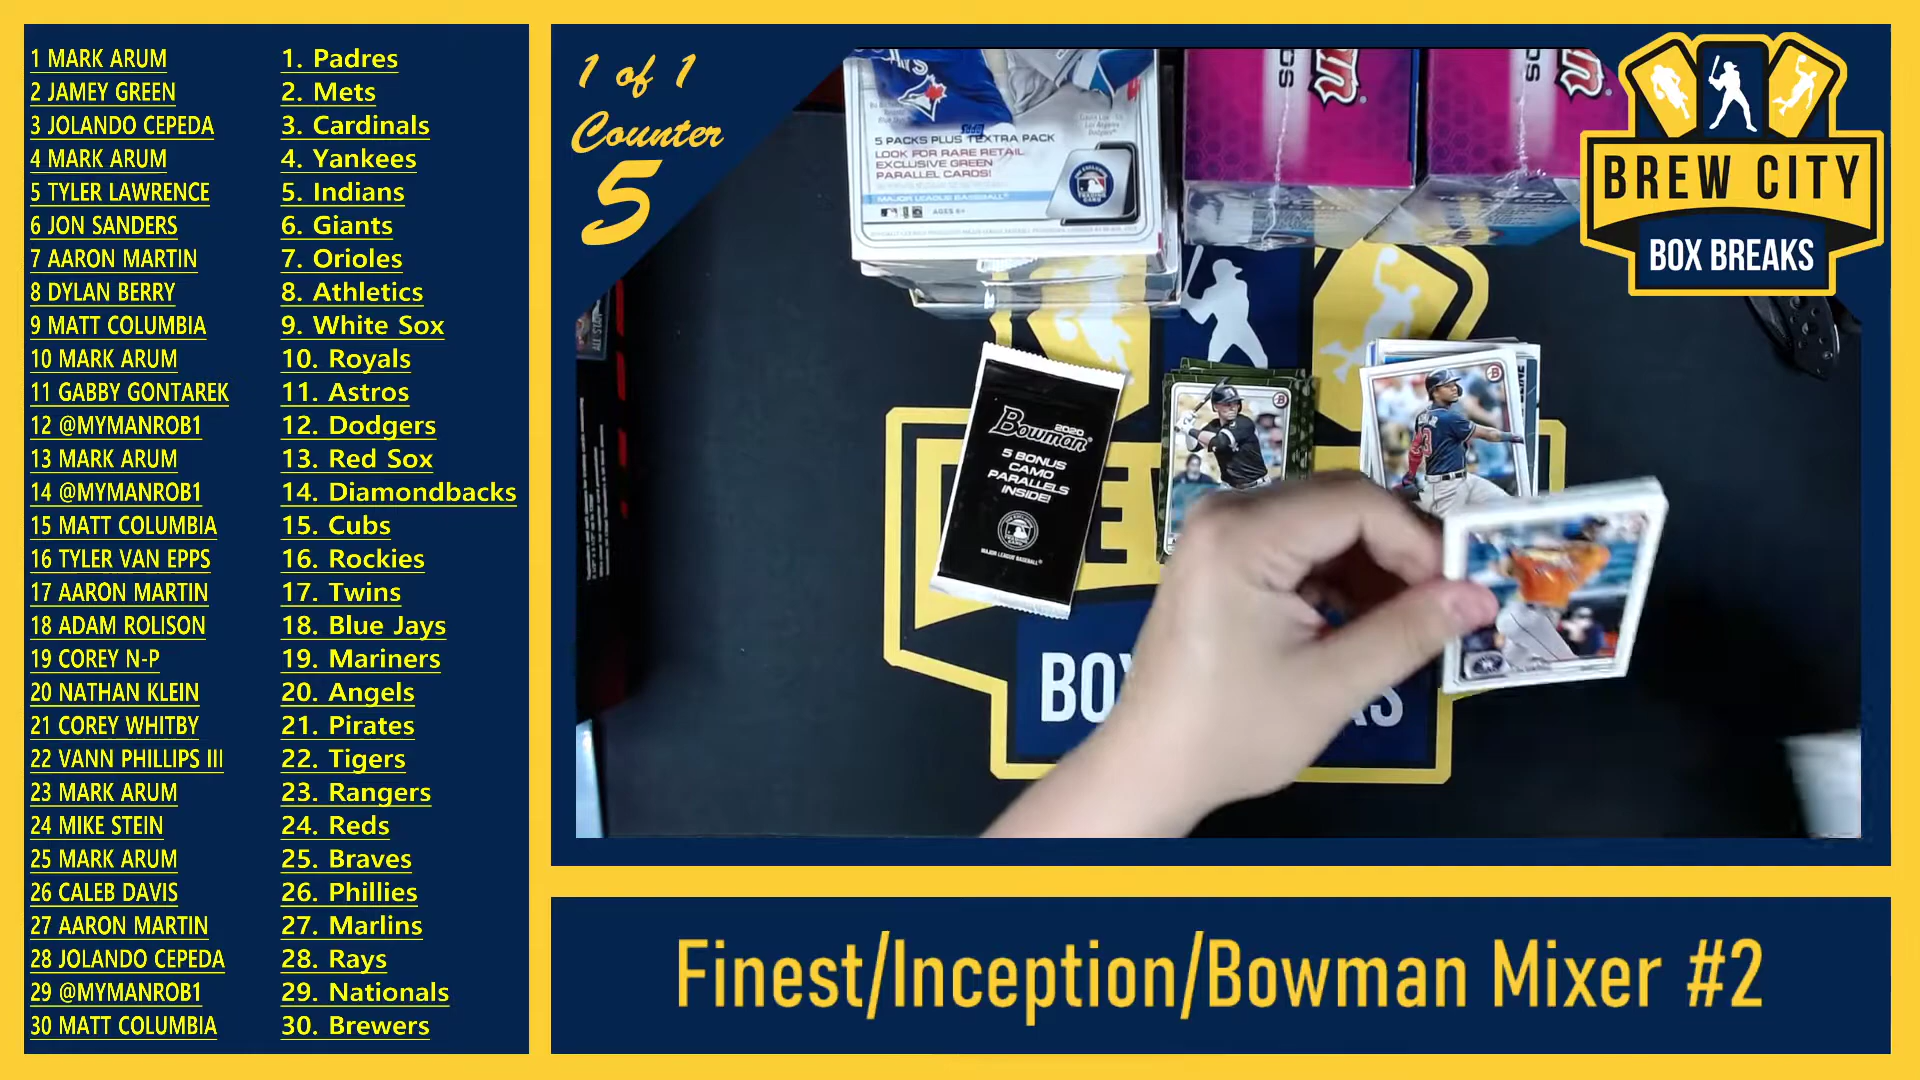 1 MARK ARUM
2 JAMEY GREEN
3 JOLANDO CEPEDA
4 MARK ARUM
5 TYLER LAWRENCE
6 JON SANDERS
7 AARON MARTIN
8 DYLAN BERRY
9 MATT COLUMBIA
10 MARK ARUM
11 GABBY GONTAREK
12 @MYMANROB1
13 MARK ARUM
14 @MYMANROB1
15 MATT COLUMBIA
16 TYLER VAN EPPS
17 AARON MARTIN
18 ADAM ROLISON
19 COREY N-P
20 NATHAN KLEIN
21 COREY WHITBY
22 VANN PHILLIPS III
23 MARK ARUM
24 MIKE STEIN
25 MARK ARUM
26 CALEB DAVIS
27 AARON MARTIN
28 JOLANDO CEPEDA
29 @MYMANROB1
30 MATT COLUMBIA
1. Padres
2. Mets
3. Cardinals
4. Yankees
5. Indians
6. Giants
7. Orioles
8. Athletics
9. White Sox
10. Royals
11. Astros
12. Dodgers
13. Red Sox
14. Diamondbacks
15. Cubs
16. Rockies
17. Twins
18. Blue Jays
19. Mariners
20. Angels
21. Pirates
22. Tigers
23. Rangers
24. Reds
25. Braves
26. Phillies
27. Marlins
28. Rays
29. Nationals
30. Brewers
1 of 1
Counter
5
5 PACKS PLUS 1 EXTRA PACK
LOOK FOR RARE RETAIL
EXCLUSIVE GREEN
PARALLEL CARDS!
MAJOR LEAGUE BASEBALL
AGES 6+
BREW CITY
BOX BREAKS
2020
Bowman
5 BONUS
CAMO
PARALLELS
INSIDE!
MAJOR LEAGUE BASEBALL
Finest/Inception/Bowman Mixer #2